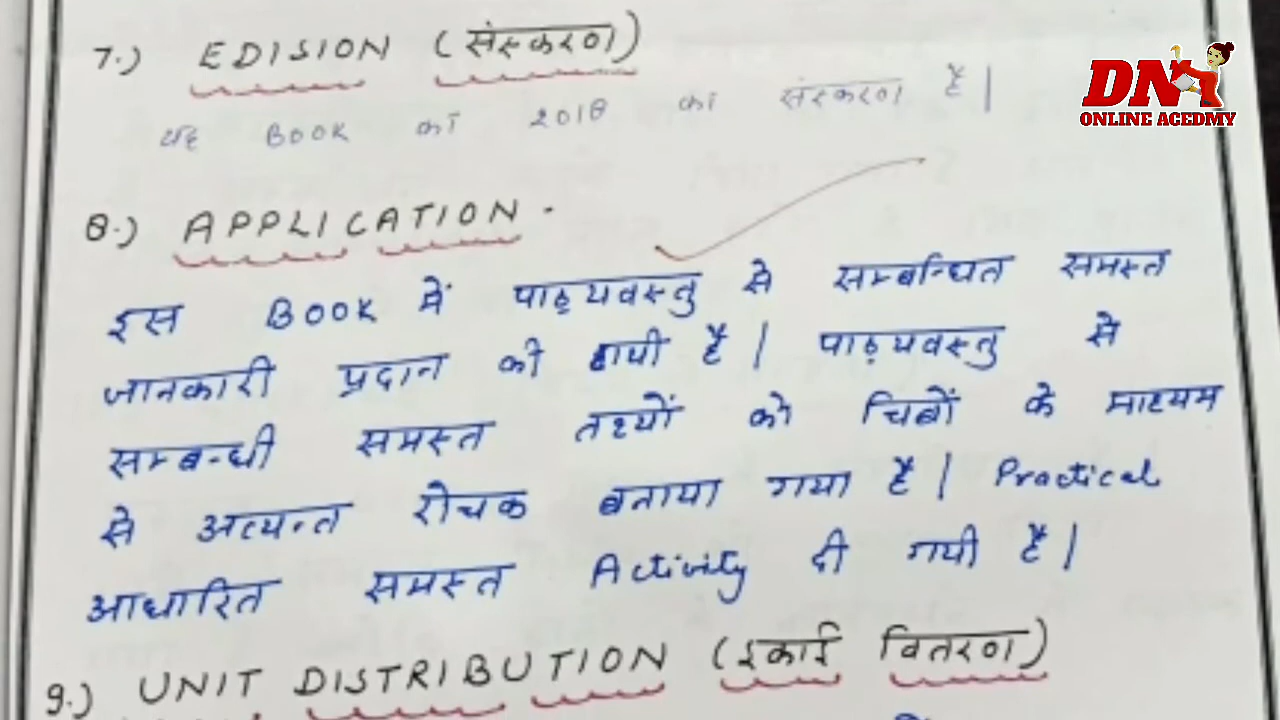 7.) EDISION (संस्करण)
यह BOOK का 2018 का संस्करण है|
8.) APPLICATION.
इस BOOK में पाठ्यवस्तु से सम्बन्धित समस्त
जानकारी प्रदान की गयी है| पाठ्यवस्तु से
सम्बन्धी समस्त तथ्यों को चित्रों के माध्यम
से अत्यन्त रोचक बनाया गया है| Practical
आधारित समस्त Activity दी गयी है|
9.) UNIT DISTRIBUTION (इकाई वितरण)
DNY
ONLINE ACEDMY